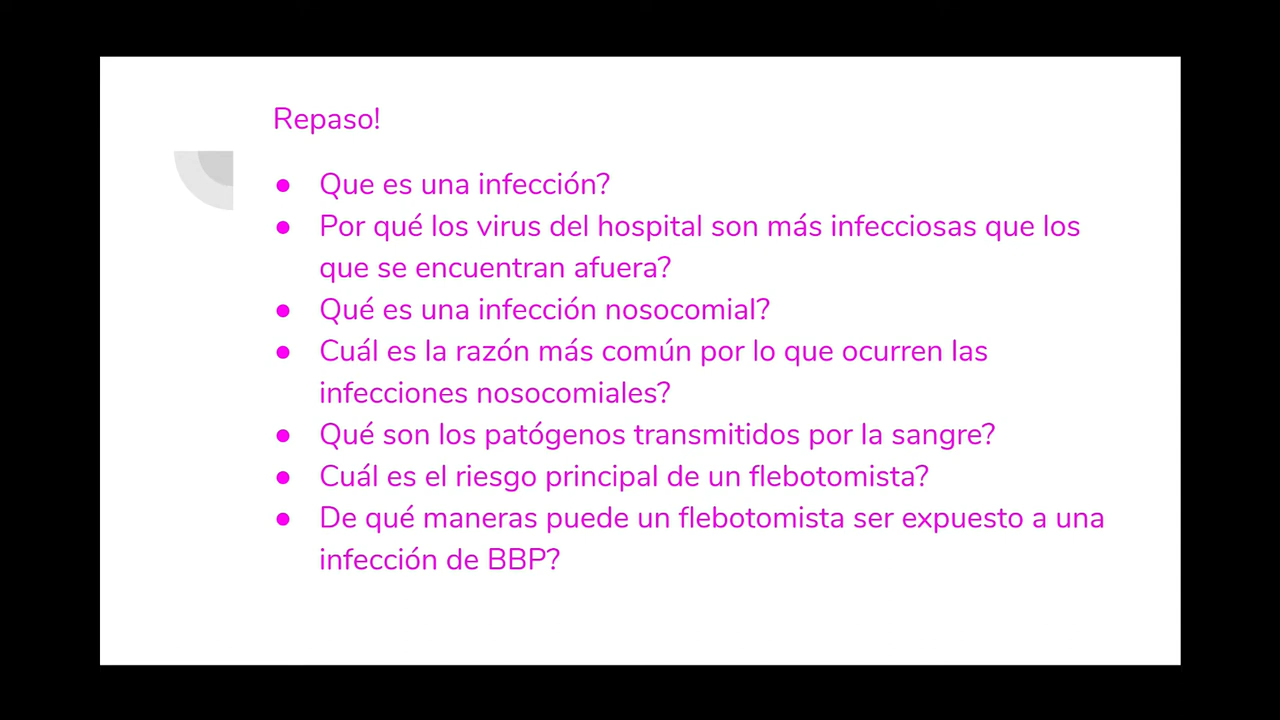 Repaso!
● Que es una infección?
● Por qué los virus del hospital son más infecciosas que los
que se encuentran afuera?
● Qué es una infección nosocomial?
● Cuál es la razón más común por lo que ocurren las
infecciones nosocomiales?
● Qué son los patógenos transmitidos por la sangre?
● Cuál es el riesgo principal de un flebotomista?
● De qué maneras puede un flebotomista ser expuesto a una
infección de BBP?